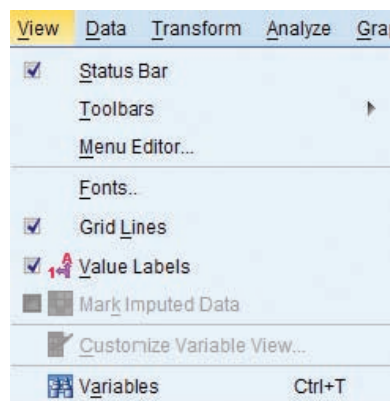 View Data Transform Analyze Gra
Status Bar
Toolbars
Menu Editor...
Fonts..
Grid Lines
Value Labels
Mark Imputed Data
Customize Variable View...
Variables Ctrl+T